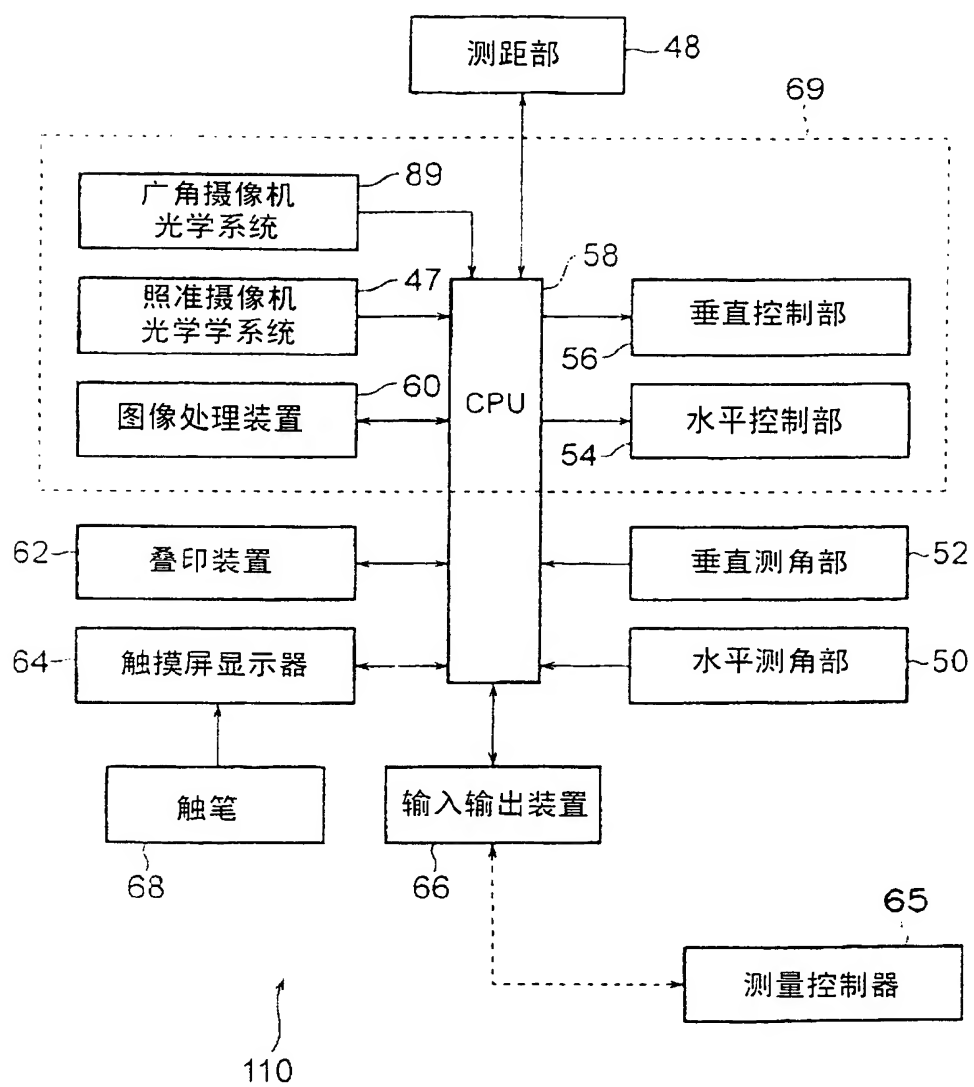 测距部
48
69
广角摄像机
光学系统
89
58
照准摄像机
光学学系统
47
垂直控制部
56
CPU
图像处理装置
60
水平控制部
54
62
叠印装置
垂直测角部
52
64
触摸屏显示器
水平测角部
50
触笔
68
输入输出装置
66
65
测量控制器
110